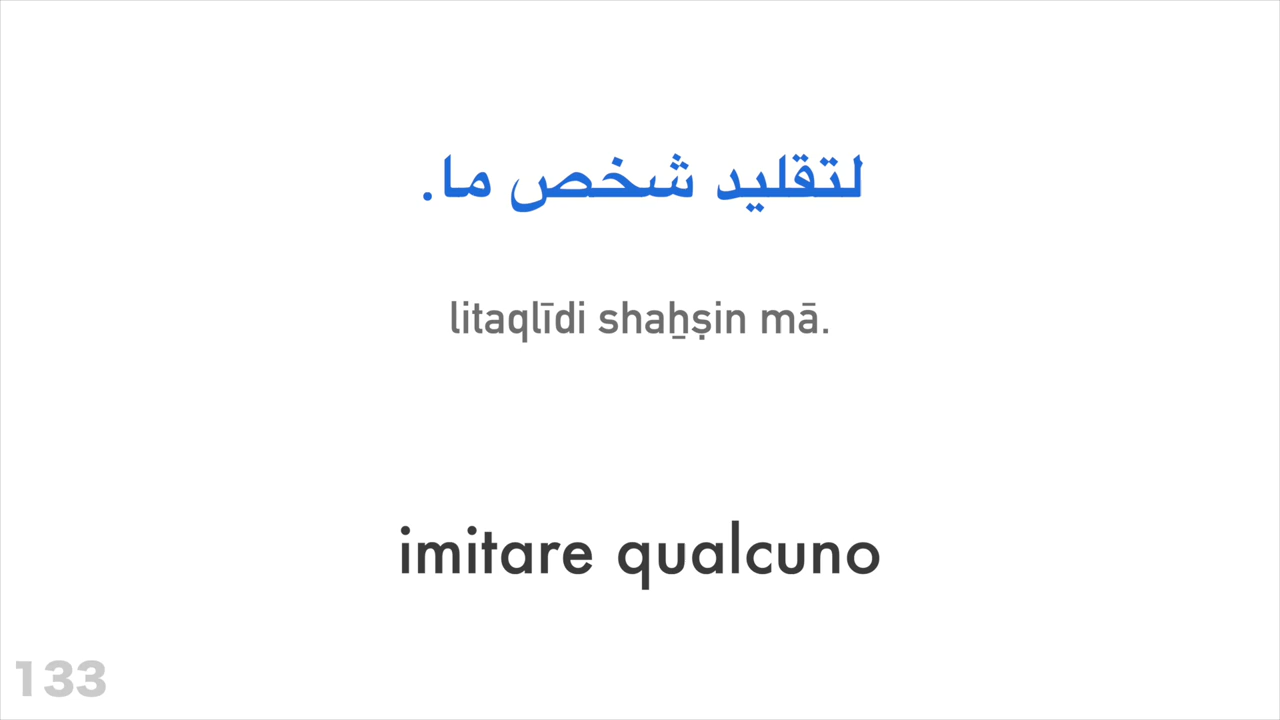 لتقليد شخص ما.
litaqlīdi shaẖṣin mā.
imitare qualcuno
133